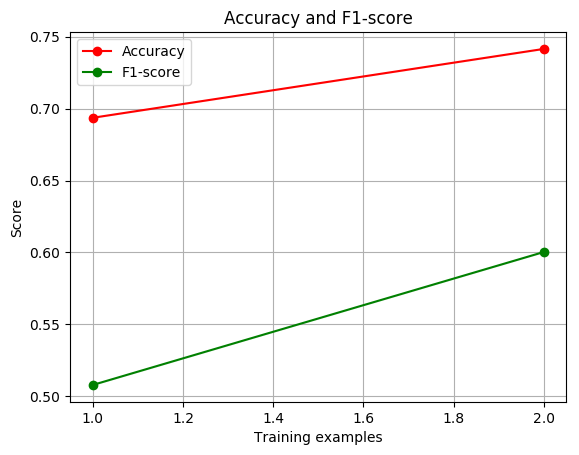 Accuracy and F1-score
Accuracy
F1-score
0.75
0.70
0.65
0.60
0.55
0.50
Score
1.0 1.2 1.4 1.6 1.8 2.0
Training examples